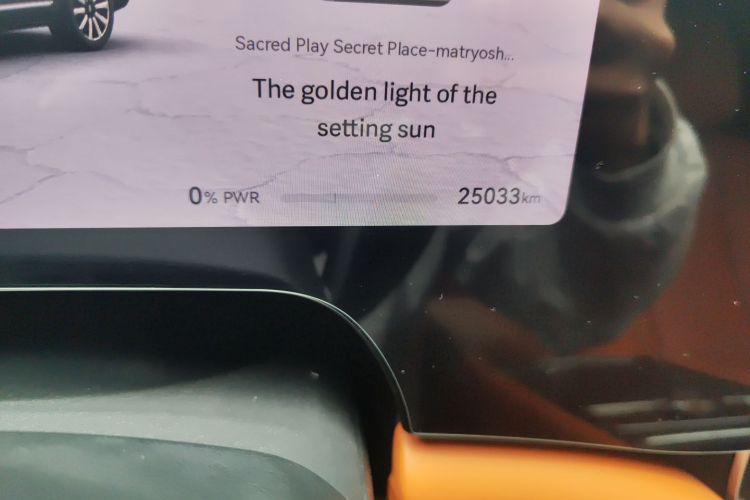 Sacred Play Secret Place-matryosh...
The golden light of the
setting sun
0% PWR 25033km